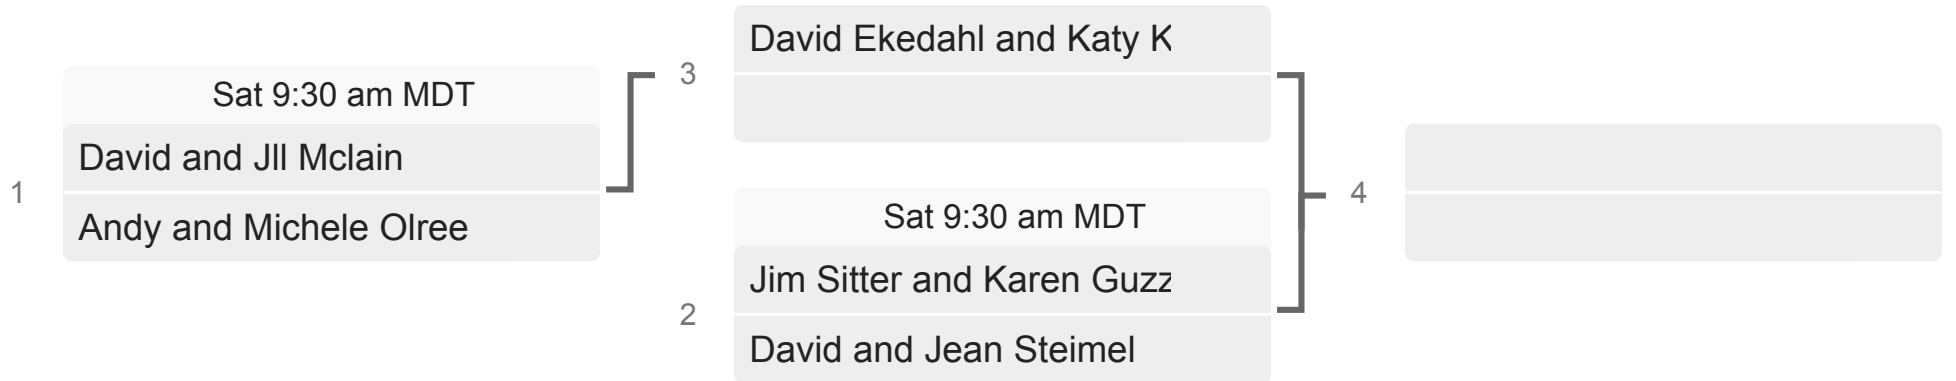 Sat 9:30 am MDT
David and Jll Mclain
1
Andy and Michele Olree
David Ekedahl and Katy K
3
Sat 9:30 am MDT
Jim Sitter and Karen Guzz
2
David and Jean Steimel
4